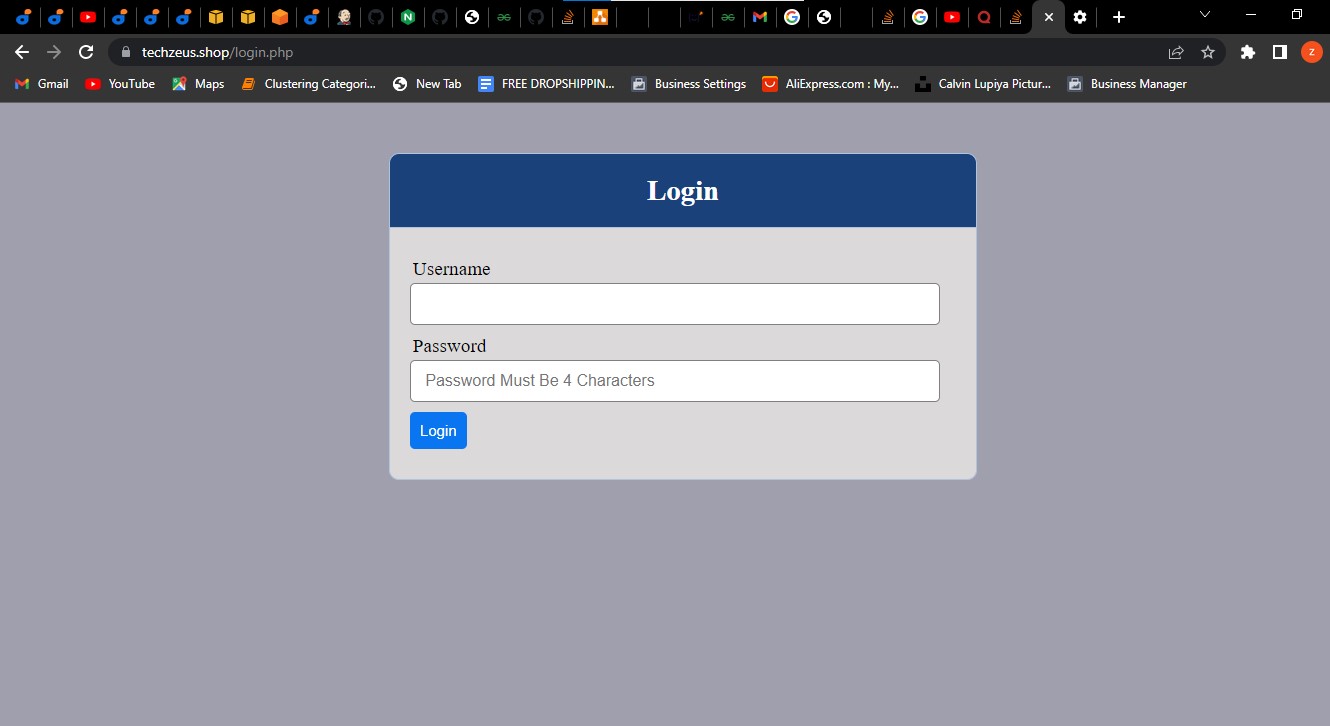 techzeus.shop/login.php
Z
Gmail
YouTube
Maps
Clustering Categori...
New Tab
FREE DROPSHIPPIN...
Business Settings
AliExpress.com : My...
Calvin Lupiya Pictur...
Business Manager
Login
Username
Password
Password Must Be 4 Characters
Login